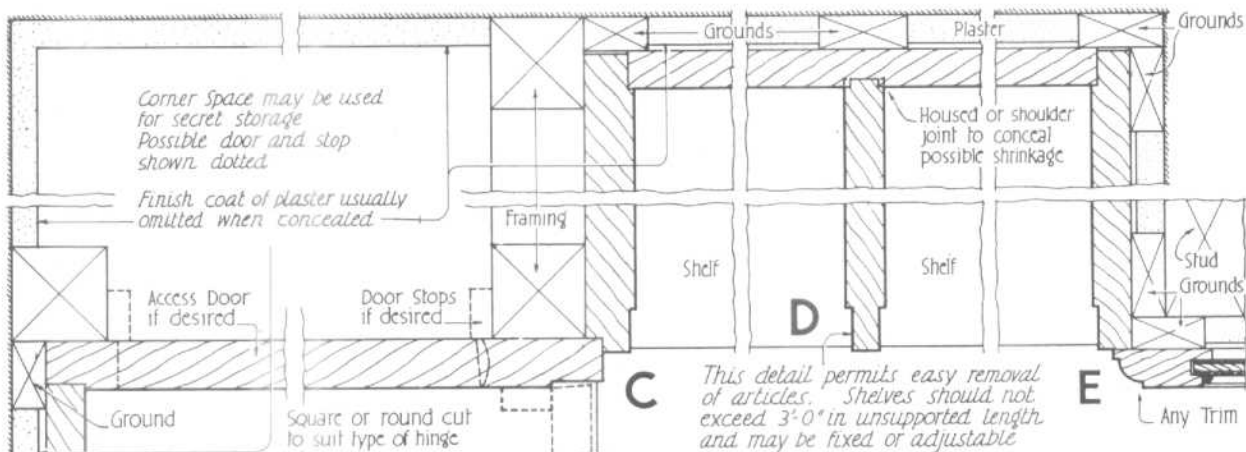 Grounds
Plaster
Grounds
Corner Space may be used
for secret storage
Possible door and stop
shown dotted
Housed or shoulder
joint to conceal
possible shrinkage
Finish coat of plaster usually
omitted when concealed
Framing
Shelf
Shelf
Stud
Grounds
Access Door
if desired
Door Stops
if desired
D
C
This detail permits easy removal
of articles. Shelves should not
exceed 3'-0" in unsupported length
and may be fixed or adjustable
E
Ground
Square or round cut
to suit type of hinge
Any Trim